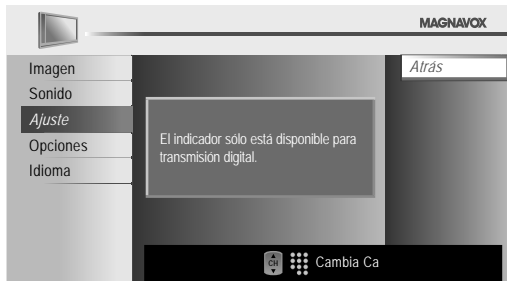 MAGNAVOX
Imagen
Sonido
Ajuste
Opciones
Idioma
Atrás
El indicador sólo está disponible para
transmisión digital.
CH
Cambia Ca